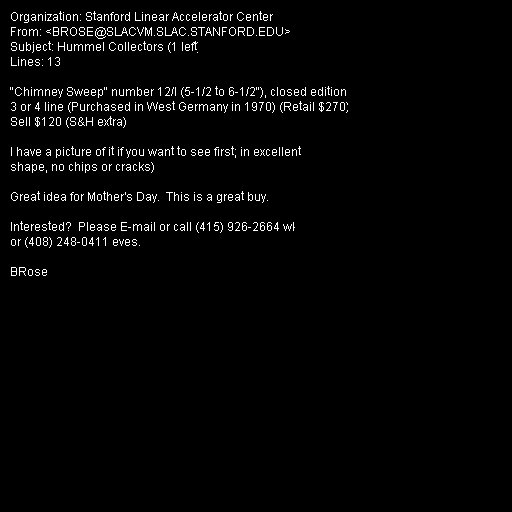 Organization: Stanford Linear Accelerator Center
From: <BROSE@SLACVM.SLAC.STANFORD.EDU>
Subject: Hummel Collectors (1 left
Lines: 13
"Chimney Sweep" number 12/I (5-1/2 to 6-1/2"), closed edition
3 or 4 line (Purchased in West Germany in 1970) (Retail $270;
Sell $120 (S&H extra)
I have a picture of it if you want to see first; in excellent
shape, no chips or cracks)
Great idea for Mother's Day.  This is a great buy.
Interested?  Please E-mail or call (415) 926-2664 wk
or (408) 248-0411 eves.
BRose